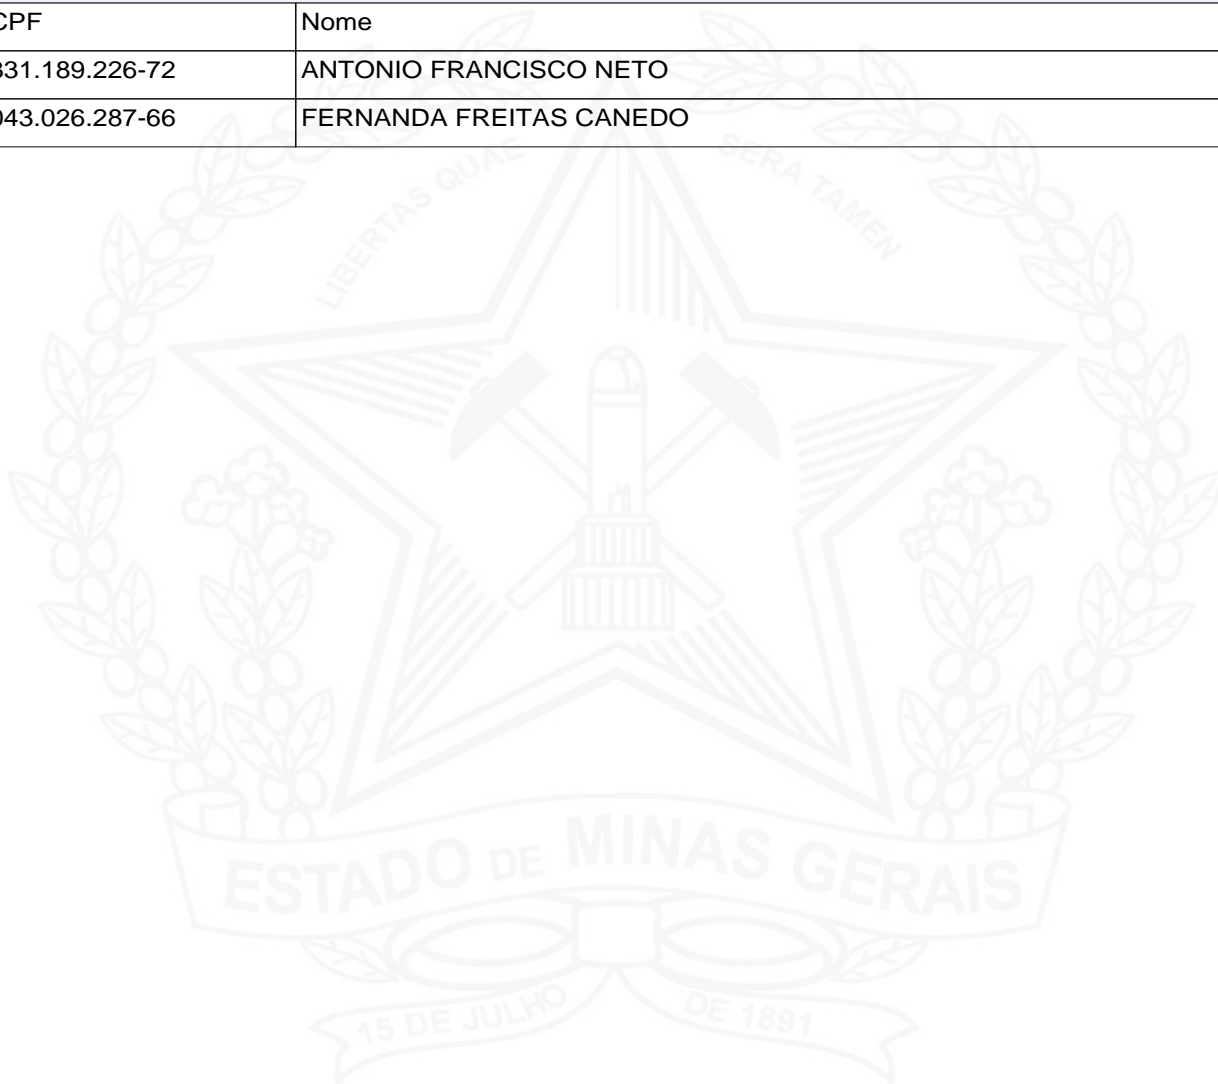 CPF Nome
331.189.226-72 ANTONIO FRANCISCO NETO
043.026.287-66 FERNANDA FREITAS CANEDO
LIBERTAS QUAE SERA TAMEN
ESTADO DE MINAS GERAIS
15 DE JULHO DE 1891